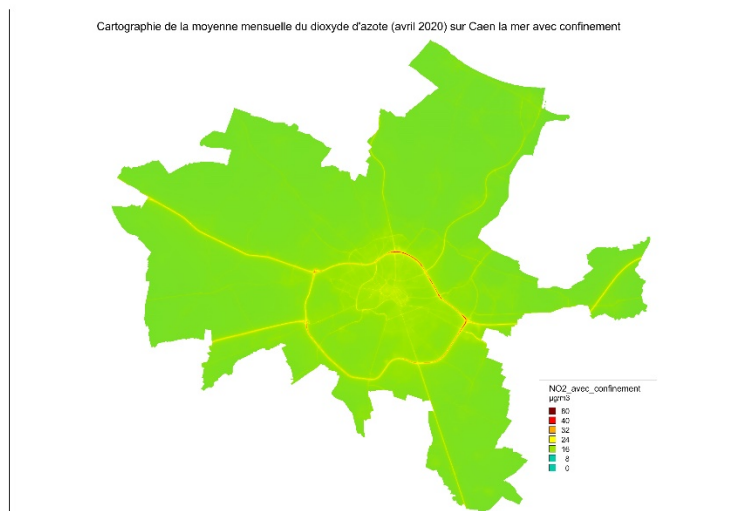 Cartographie de la moyenne mensuelle du dioxyde d'azote (avril 2020) sur Caen la mer avec confinement
NO2_avec_confinement
µg/m3
80
40
32
24
16
8
0